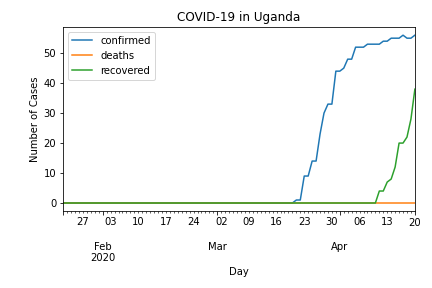 COVID-19 in Uganda
confirmed
deaths
recovered
Number of Cases
50
40
30
20
10
0
27 03 10 17 24 02 09 16 23 30 06 13 20
Feb Mar Apr
2020
Day